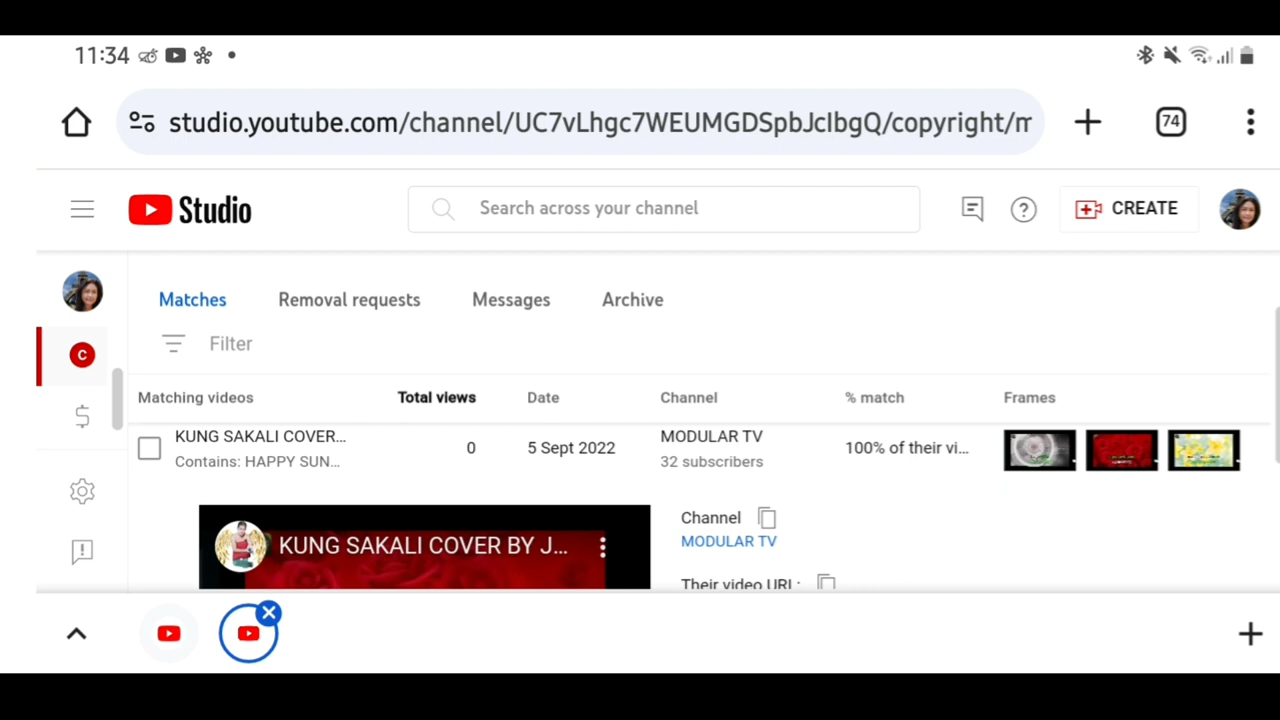 11:34
studio.youtube.com/channel/UC7vLhgc7WEUMGDSpbJcIbgQ/copyright/m
74
Studio
Search across your channel
CREATE
Matches
Removal requests
Messages
Archive
C
Filter
Matching videos
Total views
Date
Channel
% match
Frames
KUNG SAKALI COVER...
Contains: HAPPY SUN...
0
5 Sept 2022
MODULAR TV
32 subscribers
100% of their vi...
KUNG SAKALI COVER BY J...
Channel
MODULAR TV
Their video URL: